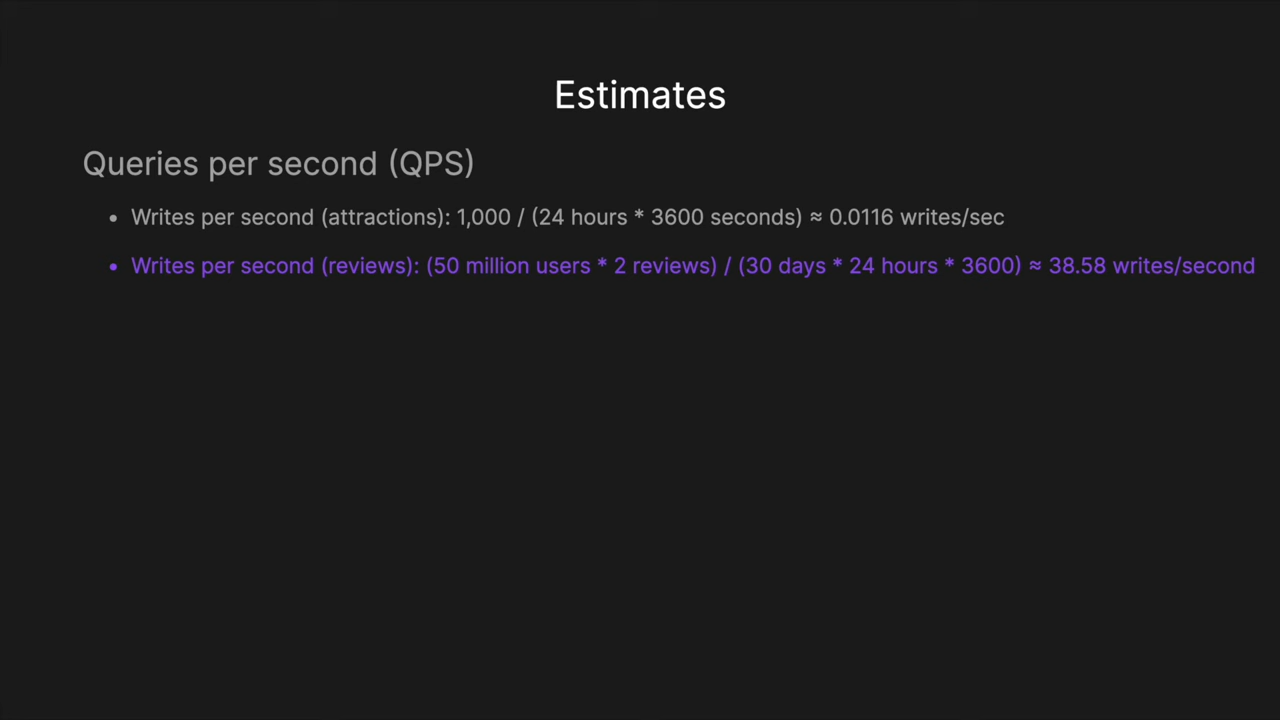 Estimates
Queries per second (QPS)
• Writes per second (attractions): 1,000 / (24 hours * 3600 seconds) ≈ 0.0116 writes/sec
• Writes per second (reviews): (50 million users * 2 reviews) / (30 days * 24 hours * 3600) ≈ 38.58 writes/second